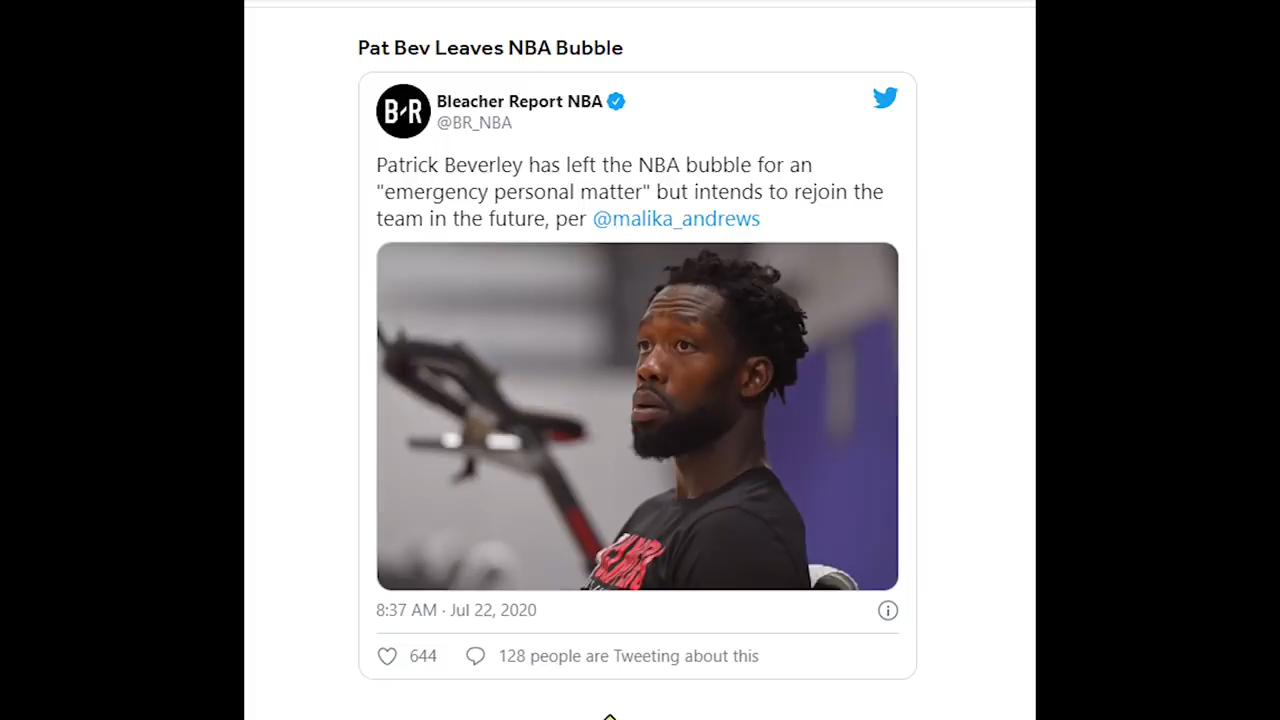 Pat Bev Leaves NBA Bubble
B R
Bleacher Report NBA
@BR_NBA
Patrick Beverley has left the NBA bubble for an
"emergency personal matter" but intends to rejoin the
team in the future, per @malika_andrews
8:37 AM · Jul 22, 2020
644
128 people are Tweeting about this